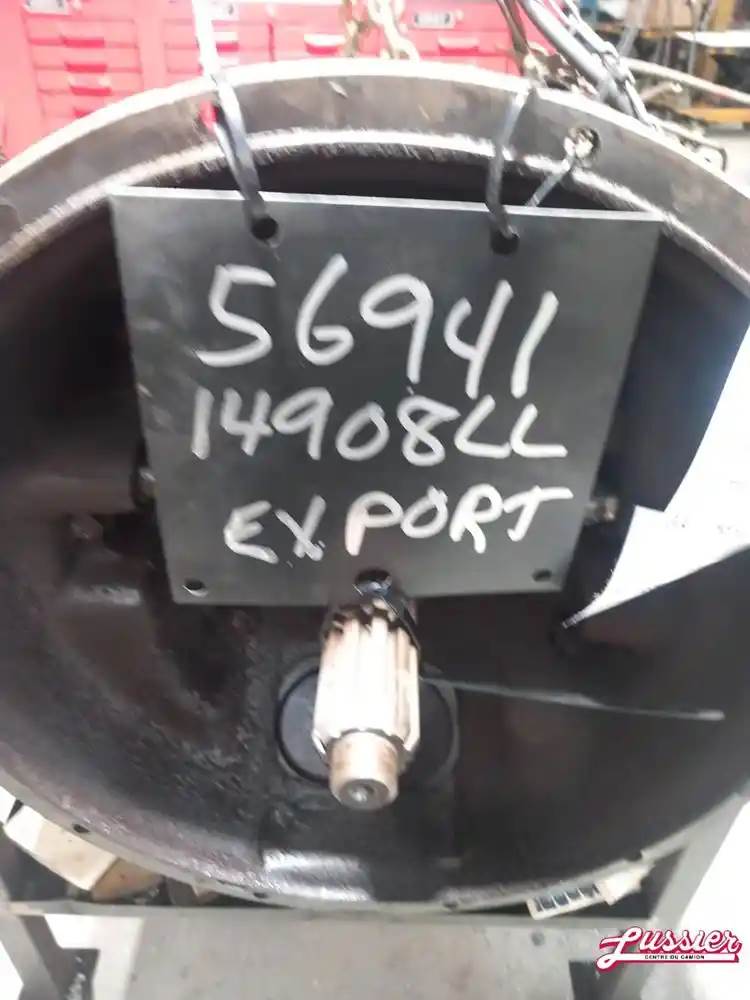 56941
14908LL
EXPORT
Lussier
CENTRE DU CAMION